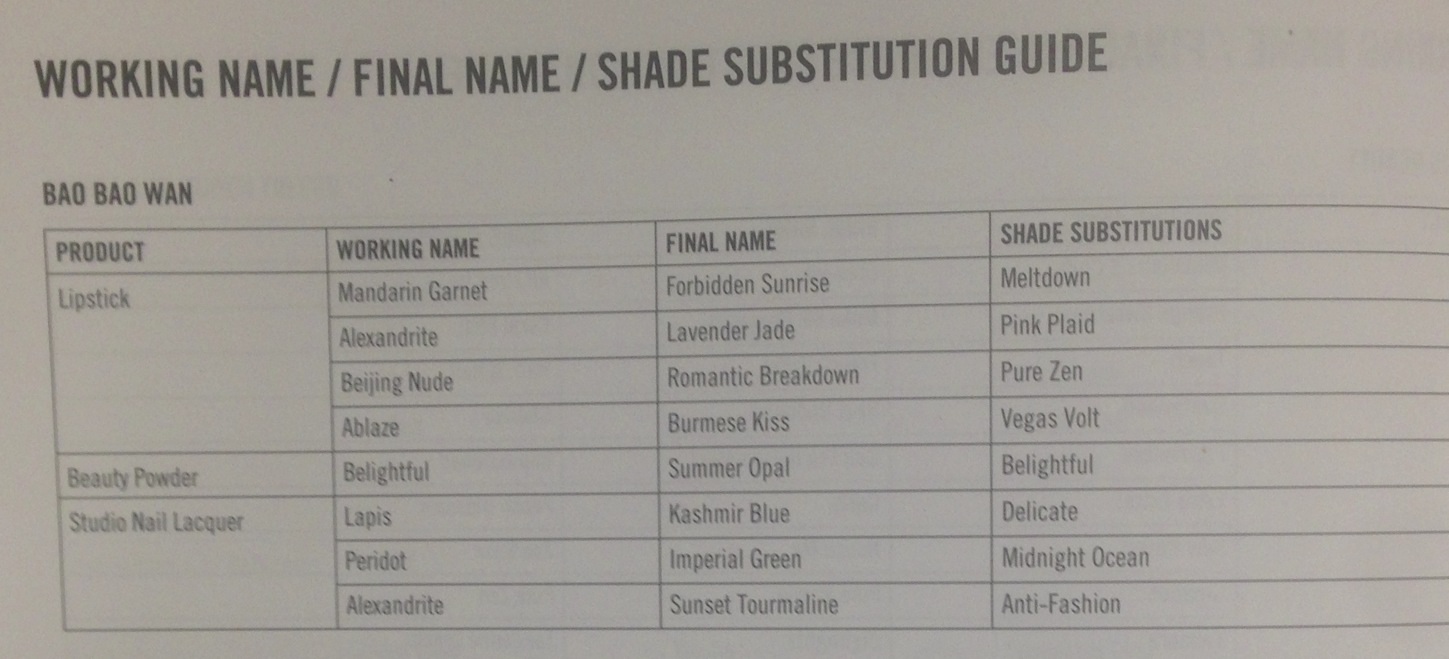 WORKING NAME / FINAL NAME / SHADE SUBSTITUTION GUIDE
BAO BAO WAN
PRODUCT WORKING NAME FINAL NAME SHADE SUBSTITUTIONS
Lipstick Mandarin Garnet Forbidden Sunrise Meltdown
Alexandrite Lavender Jade Pink Plaid
Beijing Nude Romantic Breakdown Pure Zen
Ablaze Burmese Kiss Vegas Volt
Beauty Powder Belightful Summer Opal Belightful
Studio Nail Lacquer Lapis Kashmir Blue Delicate
Peridot Imperial Green Midnight Ocean
Alexandrite Sunset Tourmaline Anti-Fashion